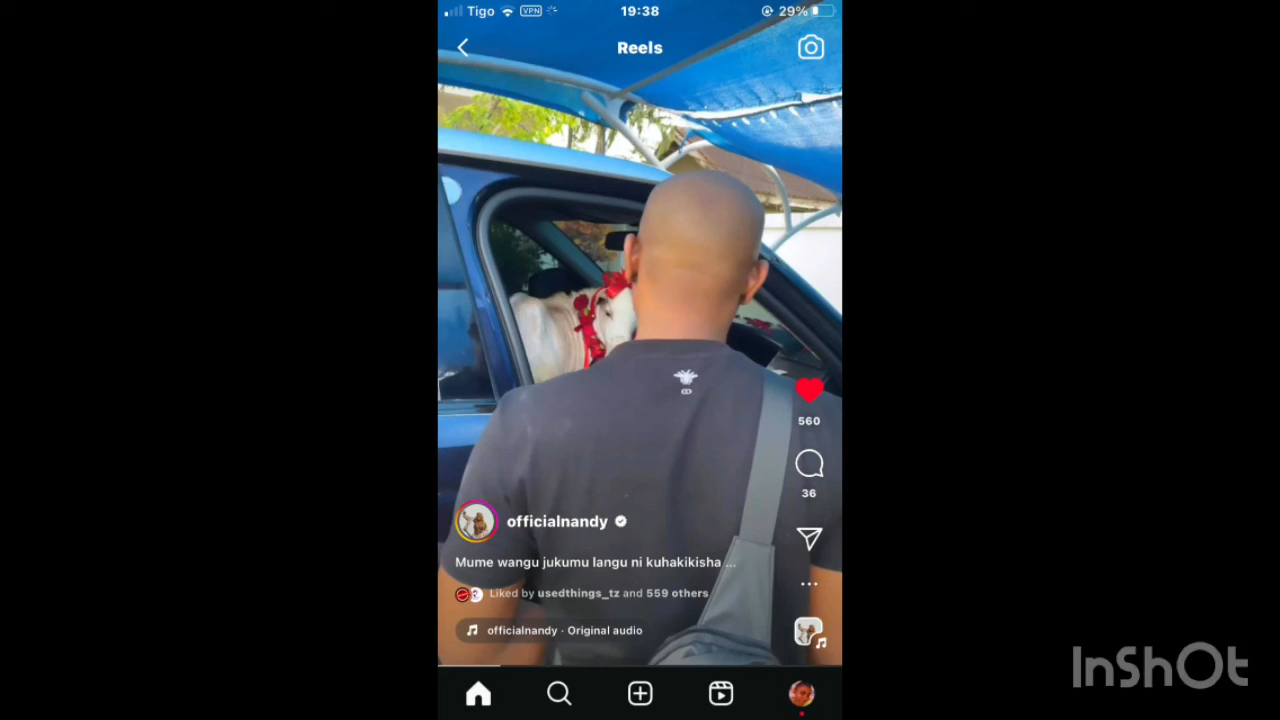 Tigo VPN 19:38 29%
Reels
560
36
officialnandy
Mume wangu jukumu langu ni kuhakikisha ...
Liked by usedthings_tz and 559 others
officialnandy · Original audio
InShOt